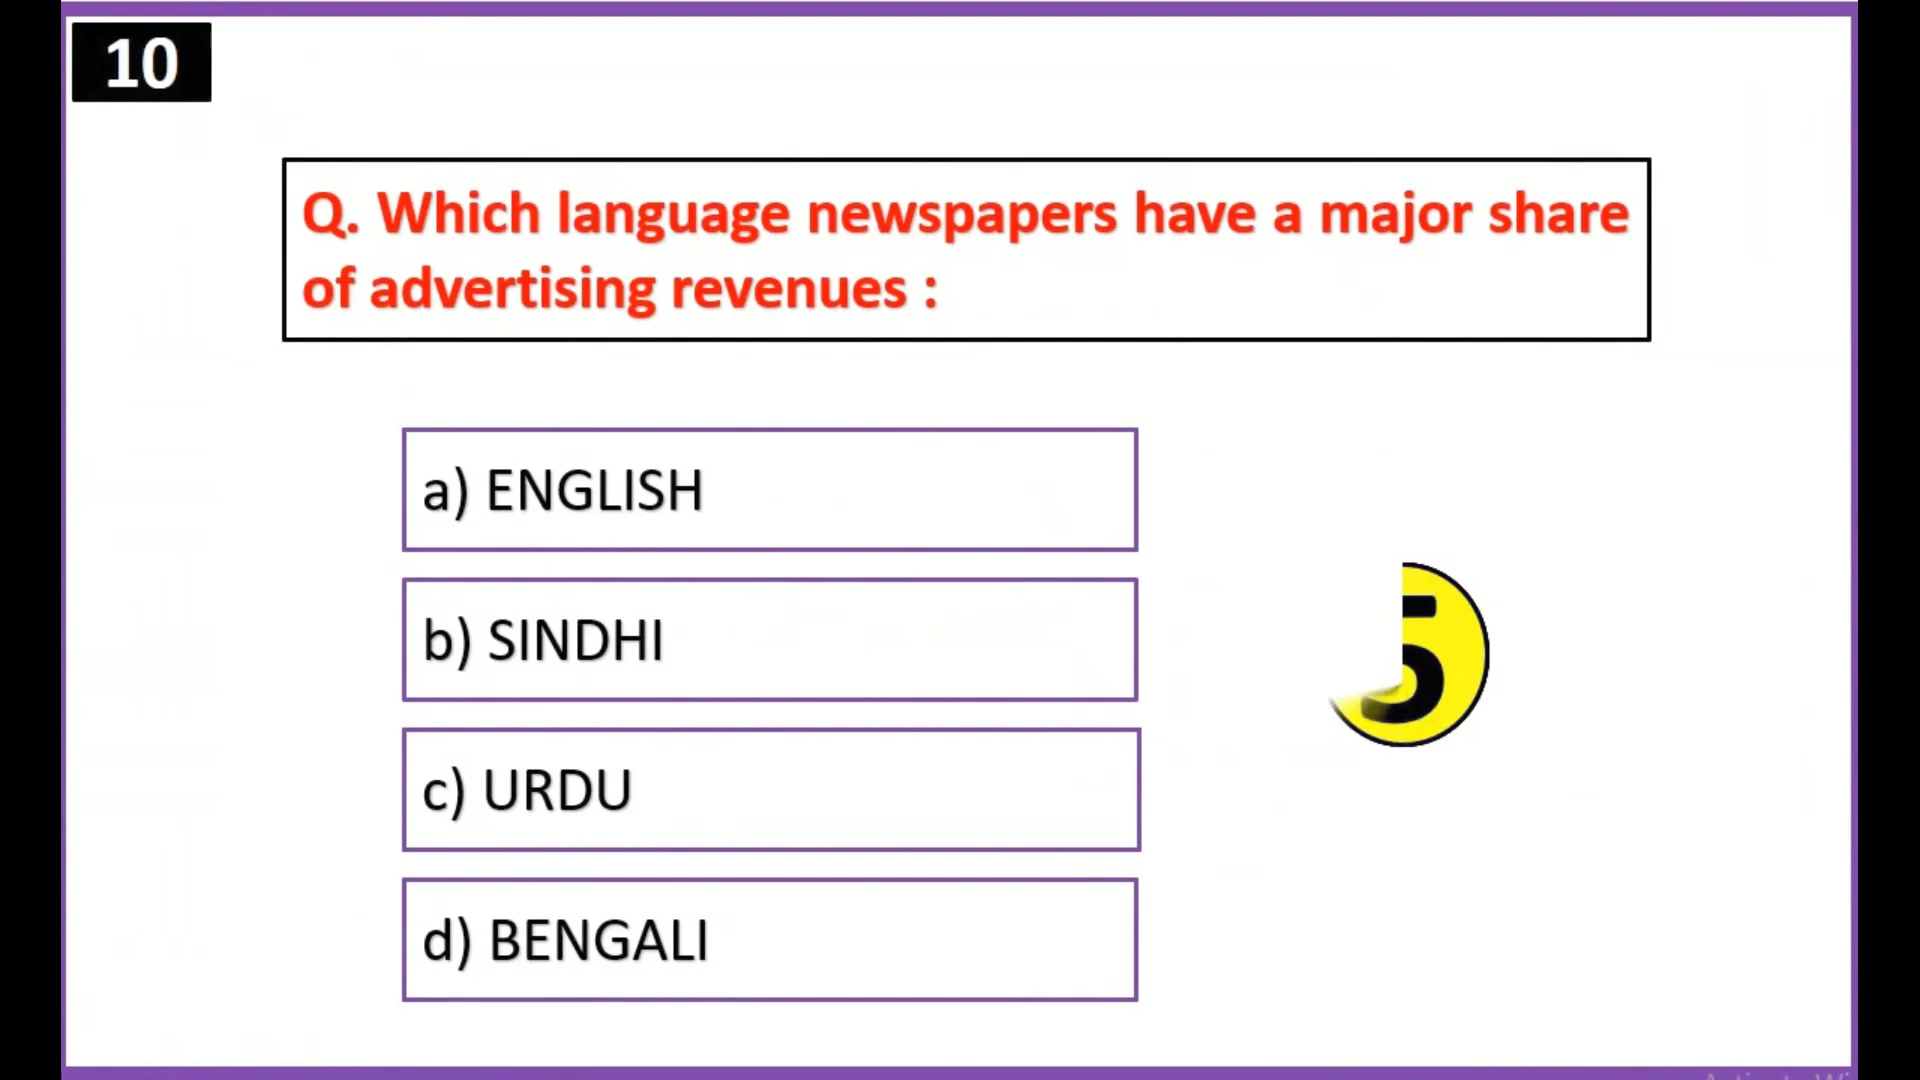 10
Q. Which language newspapers have a major share
of advertising revenues :
a) ENGLISH
b) SINDHI
5
c) URDU
d) BENGALI